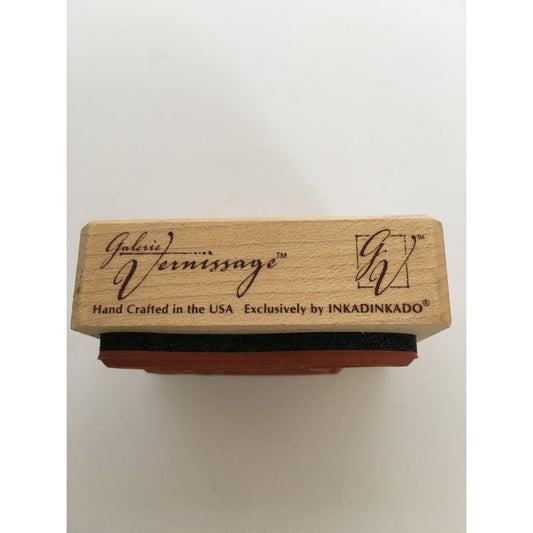 Galerie
Vernissage™
GV™
Hand Crafted in the USA Exclusively by INKADINKADO®